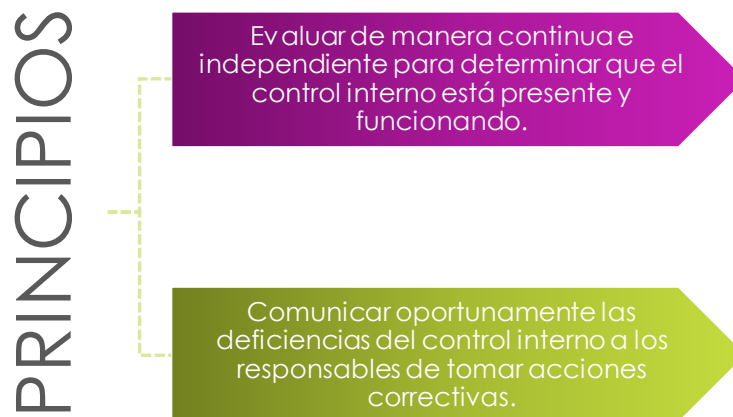 PRINCIPIOS
Evaluar de manera continua e
independiente para determinar que el
control interno está presente y
funcionando.
Comunicar oportunamente las
deficiencias del control interno a los
responsables de tomar acciones
correctivas.